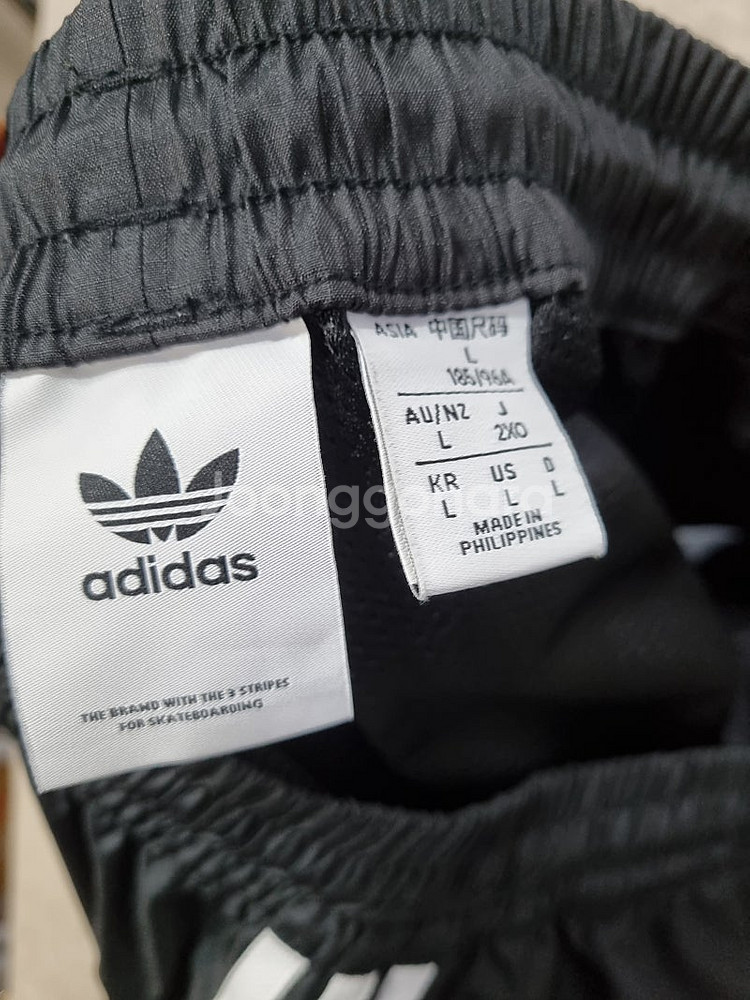 adidas
THE BRAND WITH THE 3 STRIPES
FOR SKATEBOARDING
ASIA 中国尺码
L
185/96A
AU/NZ J
L 2XO
KR US D
L L L
MADE IN
PHILIPPINES